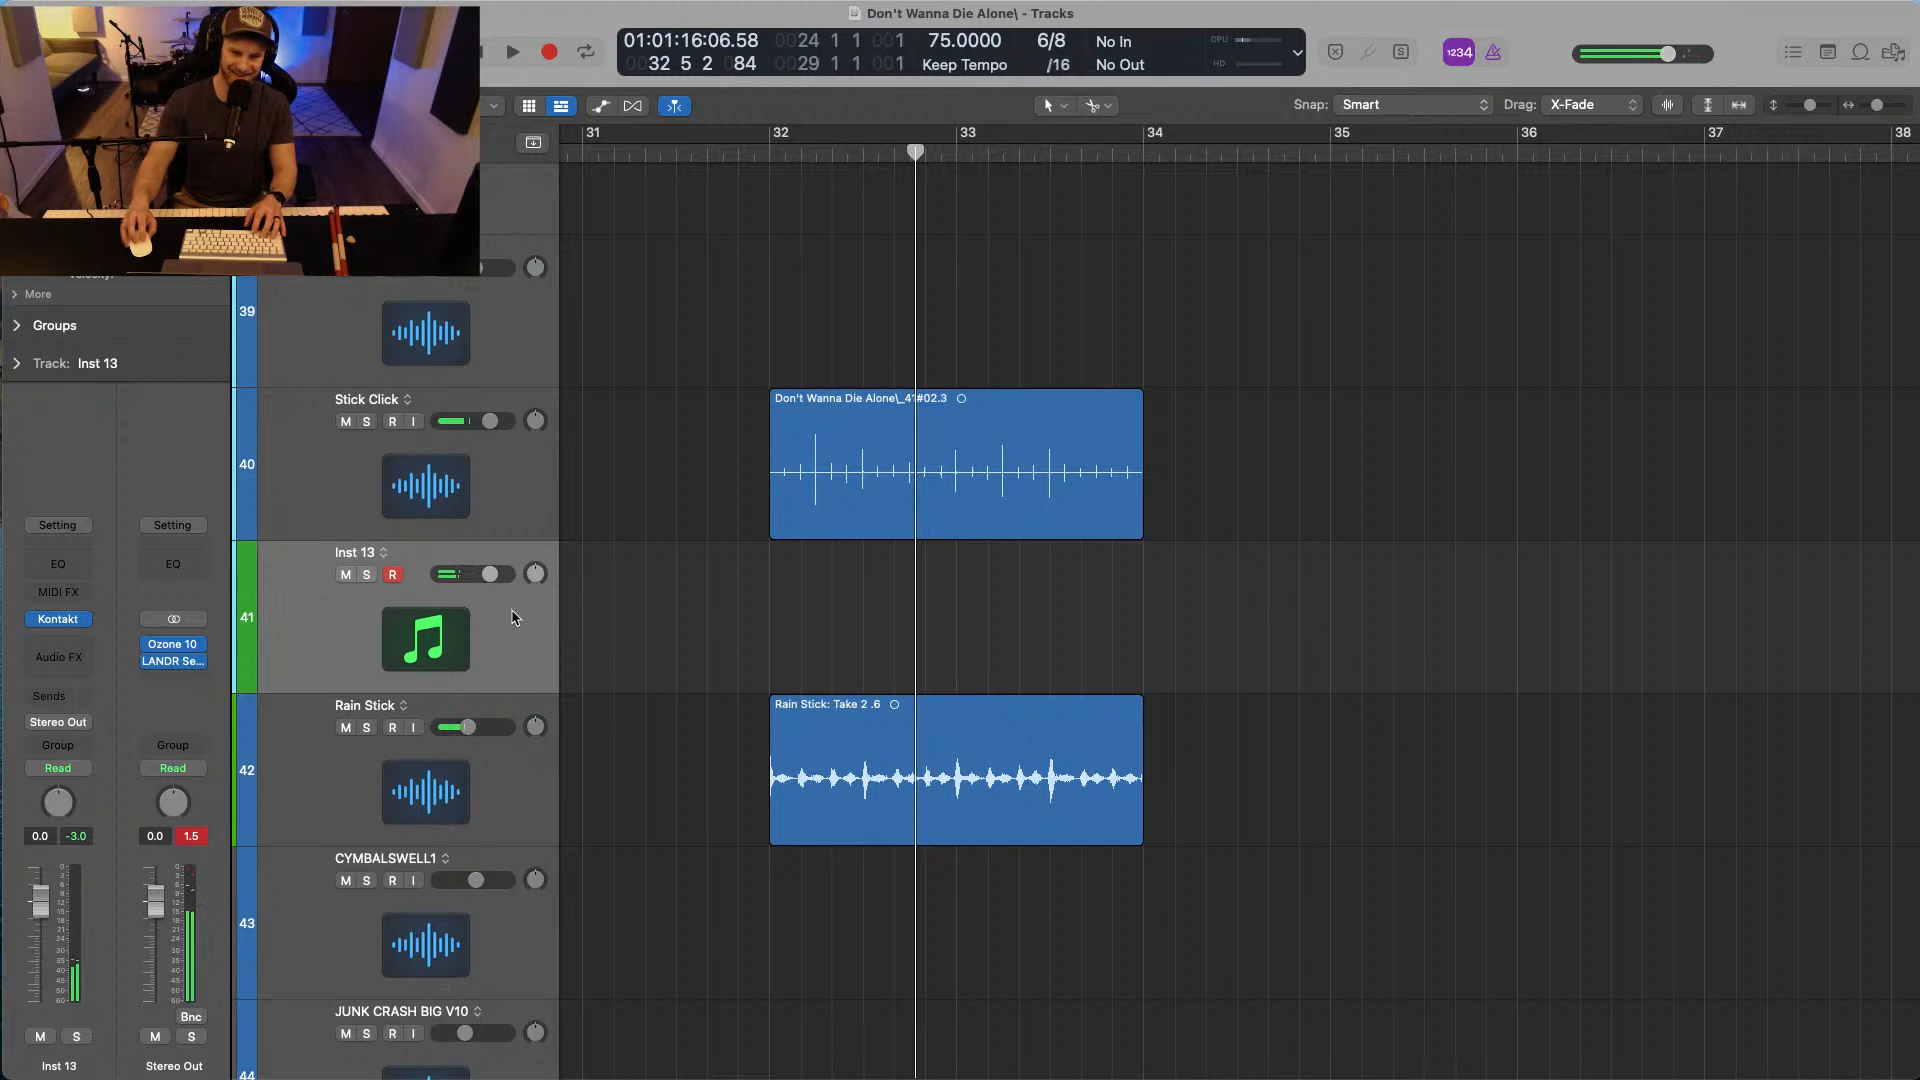 Don't Wanna Die Alone\ - Tracks
01:01:16:06.58
0024 1 1 001
75.0000
6/8
No In
CPU
0032 5 2 084
0029 1 1 001
Keep Tempo
/16
No Out
HD
S
1234
Snap: Smart
Drag: X-Fade
31
32
33
34
35
36
37
38
More
Groups
Track: Inst 13
39
Stick Click
M S R I
40
Don't Wanna Die Alone\_41#02.3
Inst 13
M S R
41
Rain Stick
M S R I
42
Rain Stick: Take 2 .6
CYMBALSWELL1
M S R I
43
JUNK CRASH BIG V10
M S R I
44
Setting
Setting
EQ
EQ
MIDI FX
Kontakt
Ozone 10
Audio FX
LANDR Se...
Sends
Stereo Out
Group
Group
Read
Read
0.0 -3.0
0.0 1.5
Bnc
M S
M S
Inst 13
Stereo Out